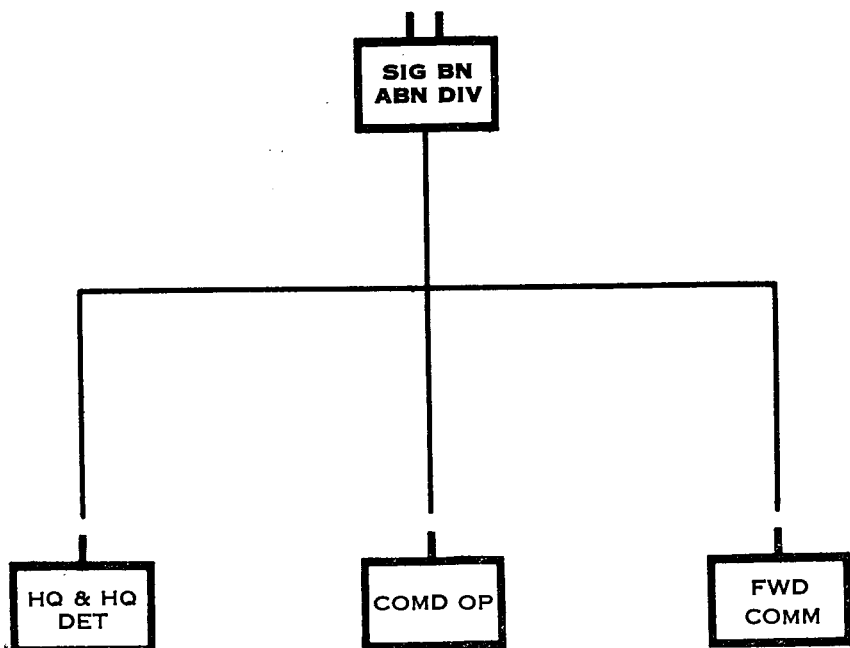 SIG BN
ABN DIV
HQ & HQ
DET
COMD OP
FWD
COMM